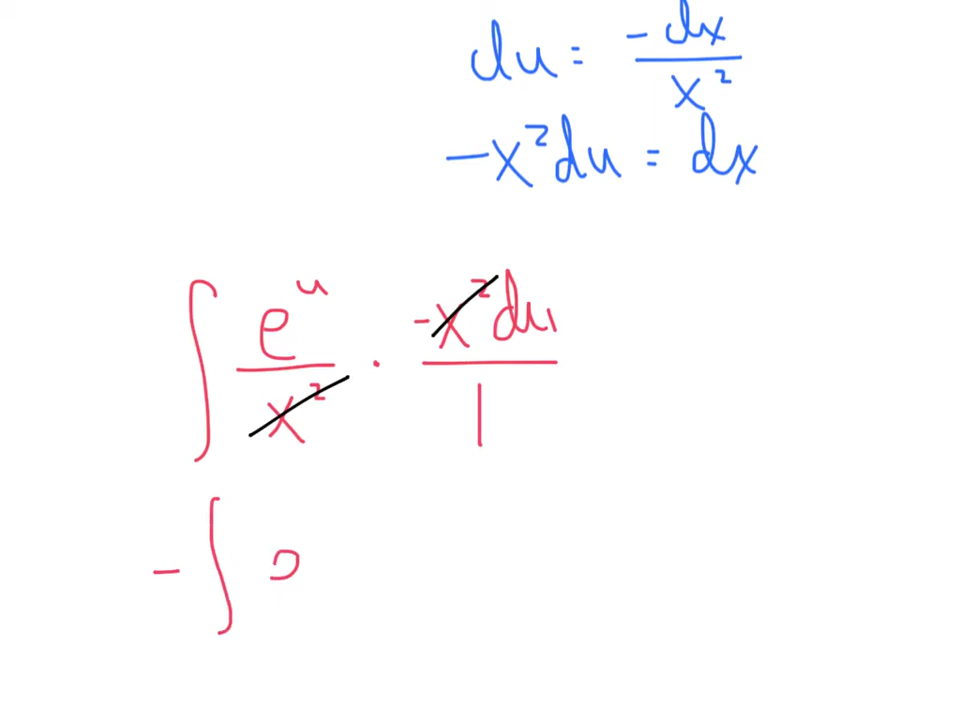 du = -dx/x²
-x²du = dx
∫ e^u/x² · -x²du/1
- ∫